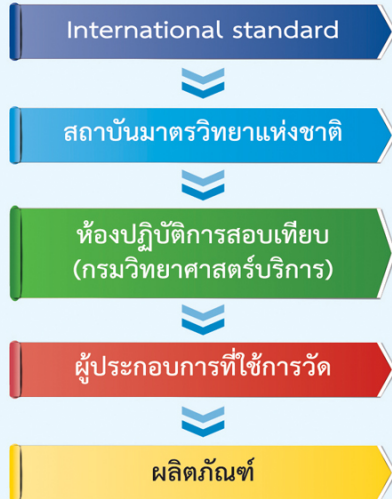 International standard
สถาบันมาตรวิทยาแห่งชาติ
ห้องปฏิบัติการสอบเทียบ
(กรมวิทยาศาสตร์บริการ)
ผู้ประกอบการที่ใช้การวัด
ผลิตภัณฑ์